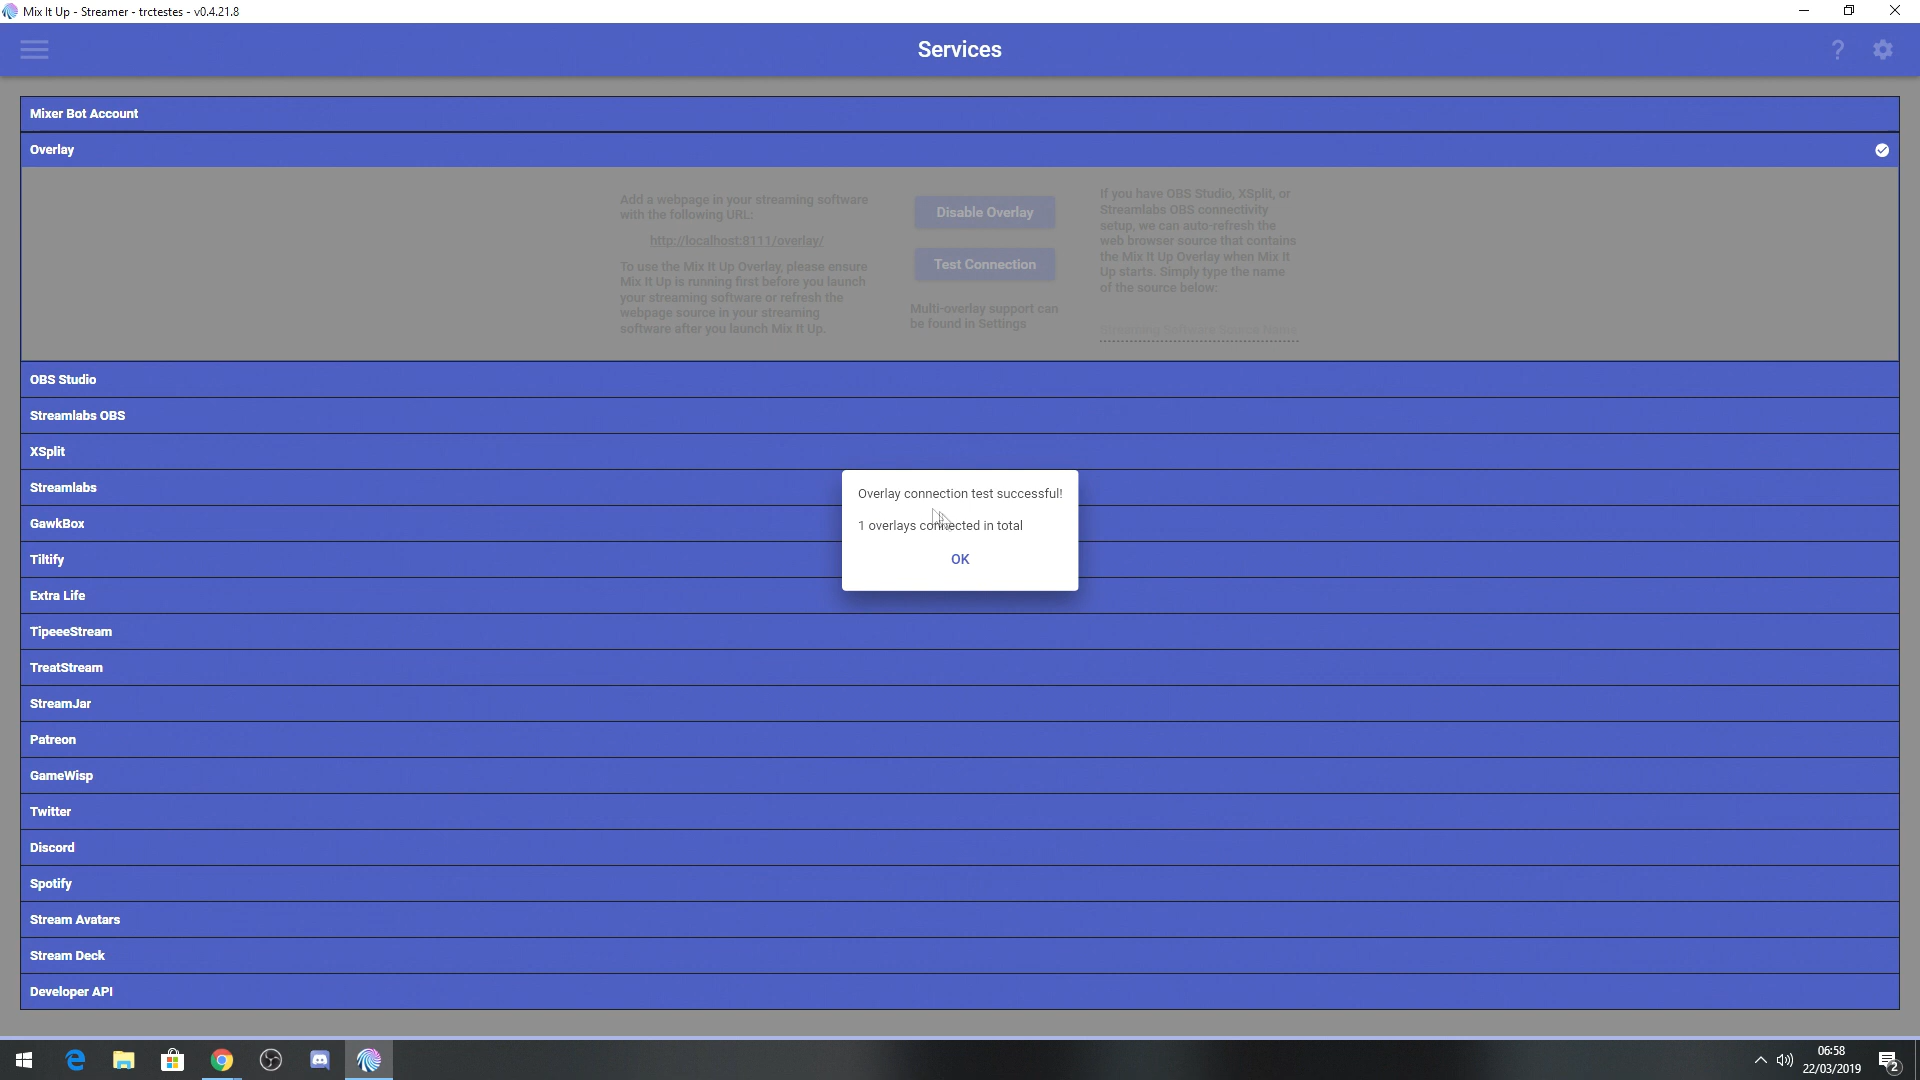 Mix It Up - Streamer - trctestes - v0.4.21.8
Services
?
Mixer Bot Account
Overlay
Add a webpage in your streaming software
with the following URL:
http://localhost:8111/overlay/
To use the Mix It Up Overlay, please ensure
Mix It Up is running first before you launch
your streaming software or refresh the
webpage source in your streaming
software after you launch Mix It Up.
Disable Overlay
Test Connection
Multi-overlay support can
be found in Settings
If you have OBS Studio, XSplit, or
Streamlabs OBS connectivity
setup, we can auto-refresh the
web browser source that contains
the Mix It Up Overlay when Mix It
Up starts. Simply type the name
of the source below:
Streaming Software Source Name
OBS Studio
Streamlabs OBS
XSplit
Streamlabs
GawkBox
Tiltify
Extra Life
TipeeeStream
TreatStream
StreamJar
Patreon
GameWisp
Twitter
Discord
Spotify
Stream Avatars
Stream Deck
Developer API
Overlay connection test successful!
1 overlays connected in total
OK
06:58
22/03/2019
2